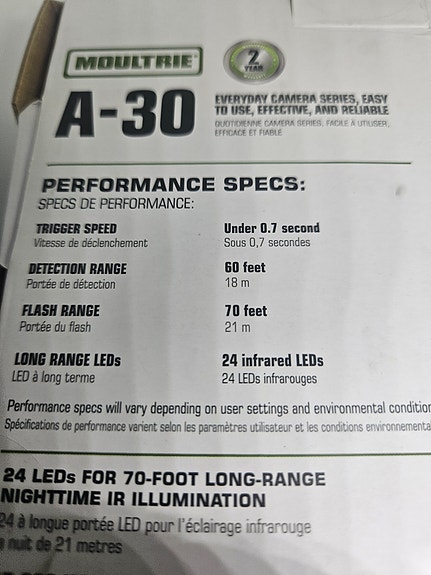 MOULTRIE
2
YEAR
A-30
EVERYDAY CAMERA SERIES, EASY
TO USE, EFFECTIVE, AND RELIABLE
QUOTIDIENNE CAMERA SERIES, FACILE À UTILISER,
EFFICACE ET FIABLE
PERFORMANCE SPECS:
SPECS DE PERFORMANCE:
TRIGGER SPEED Under 0.7 second
Vitesse de déclenchement Sous 0,7 secondes
DETECTION RANGE 60 feet
Portée de détection 18 m
FLASH RANGE 70 feet
Portée du flash 21 m
LONG RANGE LEDs 24 infrared LEDs
LED à long terme 24 LEDs infrarouges
Performance specs will vary depending on user settings and environmental condition
Spécifications de performance varient selon les paramètres utilisateur et les conditions environnementa
24 LEDs FOR 70-FOOT LONG-RANGE
NIGHTTIME IR ILLUMINATION
24 à longue portée LED pour l'éclairage infrarouge
a nuit de 21 metres